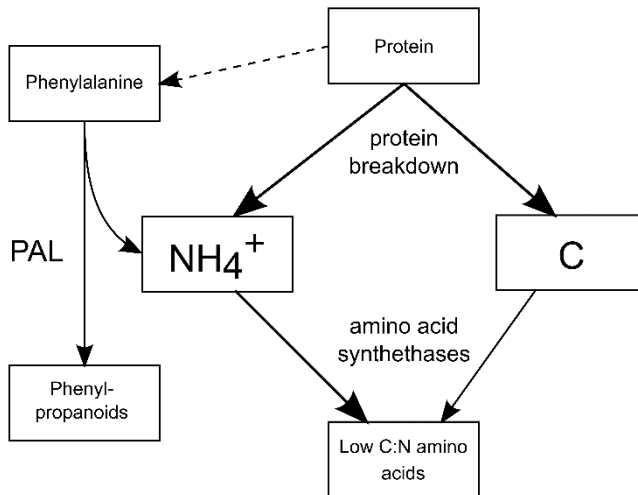 Protein
Phenylalanine
protein
breakdown
PAL
NH4+
C
amino acid
synthethases
Phenyl-
propanoids
Low C:N amino
acids